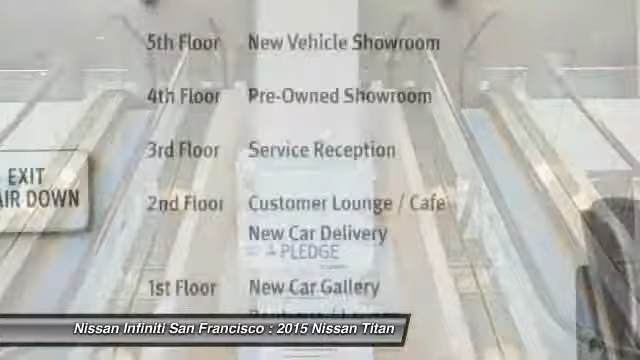 5th Floor New Vehicle Showroom
4th Floor Pre-Owned Showroom
3rd Floor Service Reception
EXIT
AIR DOWN
2nd Floor Customer Lounge / Cafe
New Car Delivery
PLEDGE
1st Floor New Car Gallery
Nissan Infiniti San Francisco : 2015 Nissan Titan